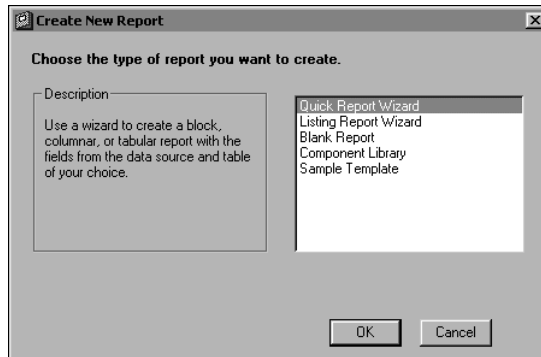 Create New Report
Choose the type of report you want to create.
Description
Use a wizard to create a block,
columnar, or tabular report with the
fields from the data source and table
of your choice.
Quick Report Wizard
Listing Report Wizard
Blank Report
Component Library
Sample Template
OK
Cancel